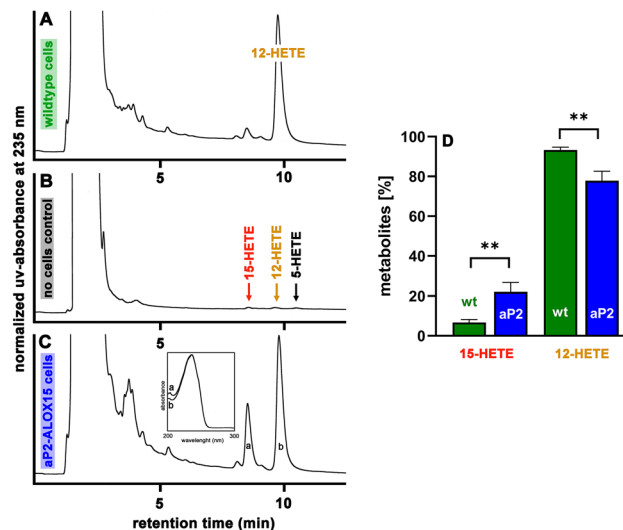 normalized uv-absorbance at 235 nm
A
wildtype cells
12-HETE
5
10
B
no cells control
15-HETE
12-HETE
5-HETE
5
10
C
aP2-ALOX15 cells
absorbance
a
b
200
300
wavelenght (nm)
a
b
5
10
retention time (min)
D
metabolites [%]
100
80
60
40
20
0
**
**
wt
aP2
wt
aP2
15-HETE
12-HETE